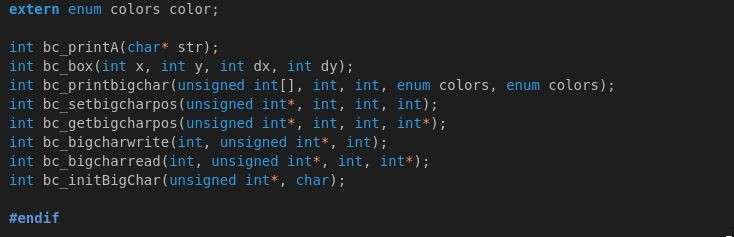 extern enum colors color;
int bc_printA(char* str);
int bc_box(int x, int y, int dx, int dy);
int bc_printbigchar(unsigned int[], int, int, enum colors, enum colors);
int bc_setbigcharpos(unsigned int*, int, int, int);
int bc_getbigcharpos(unsigned int*, int, int, int*);
int bc_bigcharwrite(int, unsigned int*, int);
int bc_bigcharread(int, unsigned int*, int, int*);
int bc_initBigChar(unsigned int*, char);
#endif